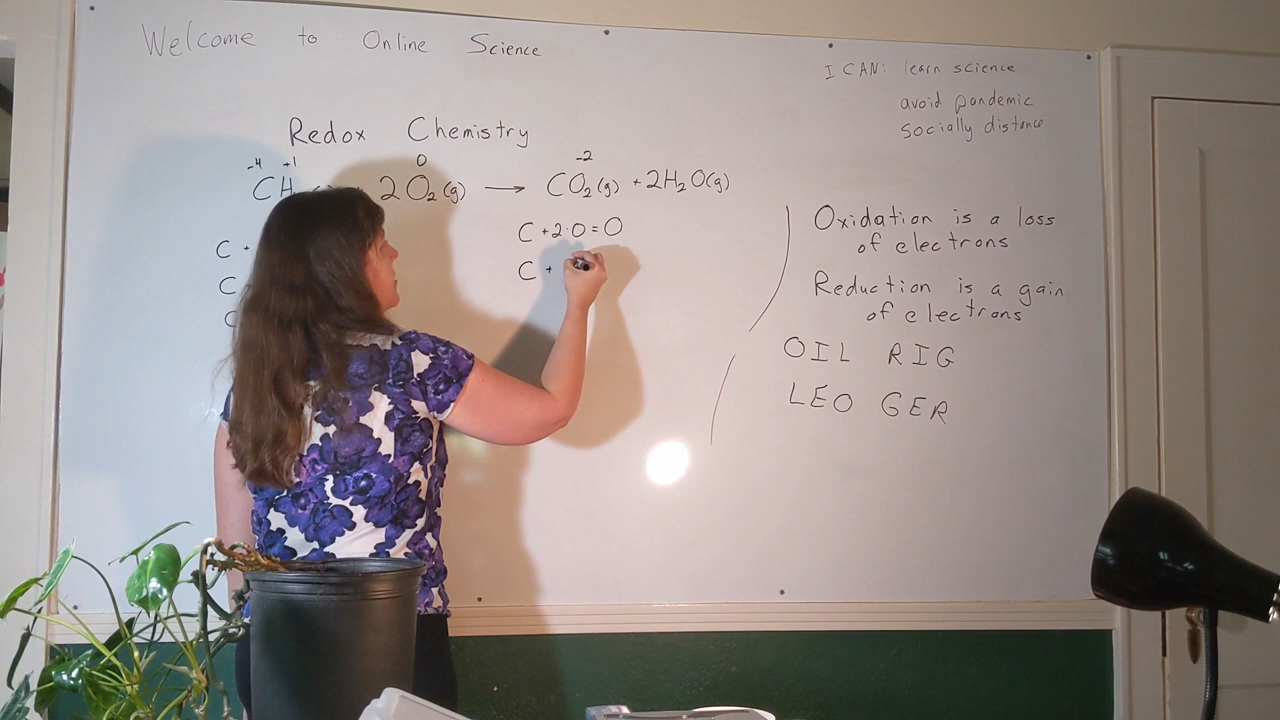 Welcome to Online Science
I CAN: learn science
avoid pandemic
socially distance
Redox Chemistry
-4 +1 0 -2
CH 2O₂(g) → CO₂(g) + 2H₂O(g)
C + 2·O = O
C +
C +
C
C
Oxidation is a loss
of electrons
Reduction is a gain
of electrons
OIL RIG
LEO GER